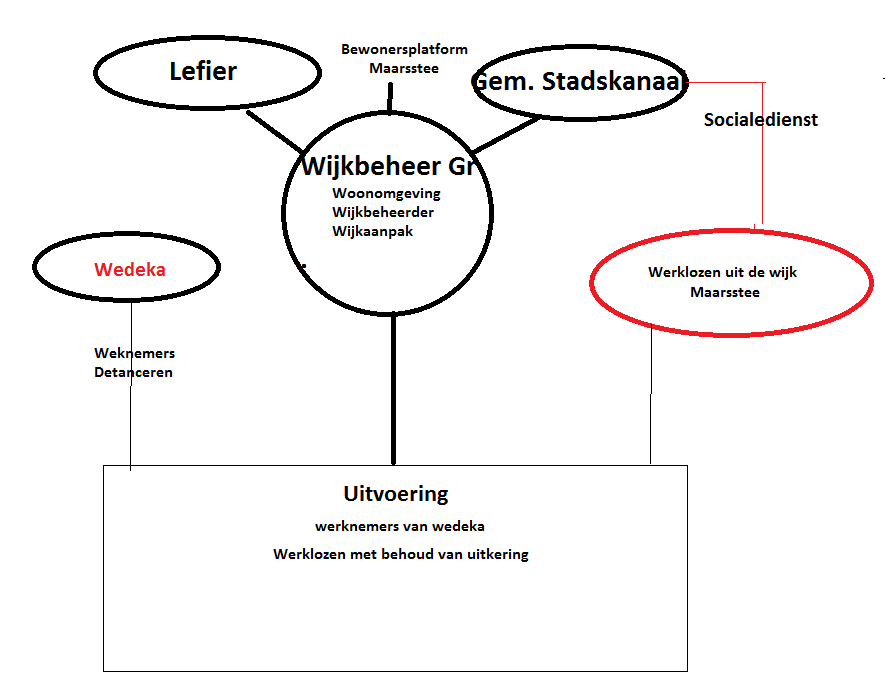 Lefier
Bewonersplatform
Maarsstee
Gem. Stadskanaal
Socialedienst
Wijkbeheer Gr
Woonomgeving
Wijkbeheerder
Wijkaanpak
Wedeka
Werklozen uit de wijk
Maarsstee
Weknemers
Detanceren
Uitvoering
werknemers van wedeka
Werklozen met behoud van uitkering